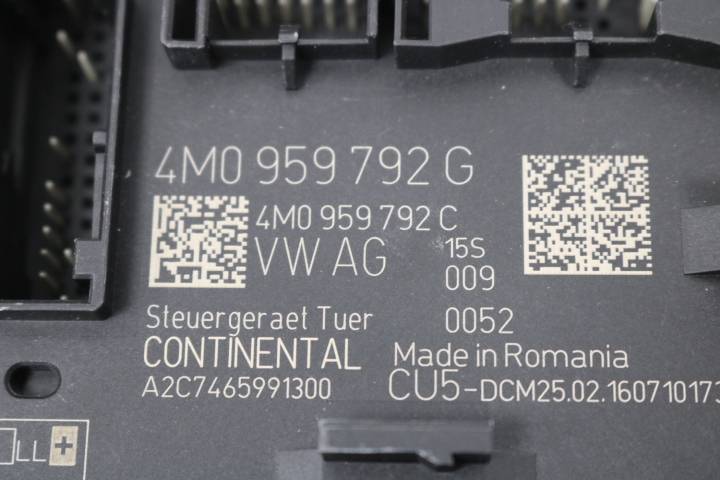 4M0 959 792 G
4M0 959 792 C
VW AG 15S
009
Steuergeraet Tuer 0052
CONTINENTAL Made in Romania
A2C7465991300 CU5-DCM25.02.160710173
LL+